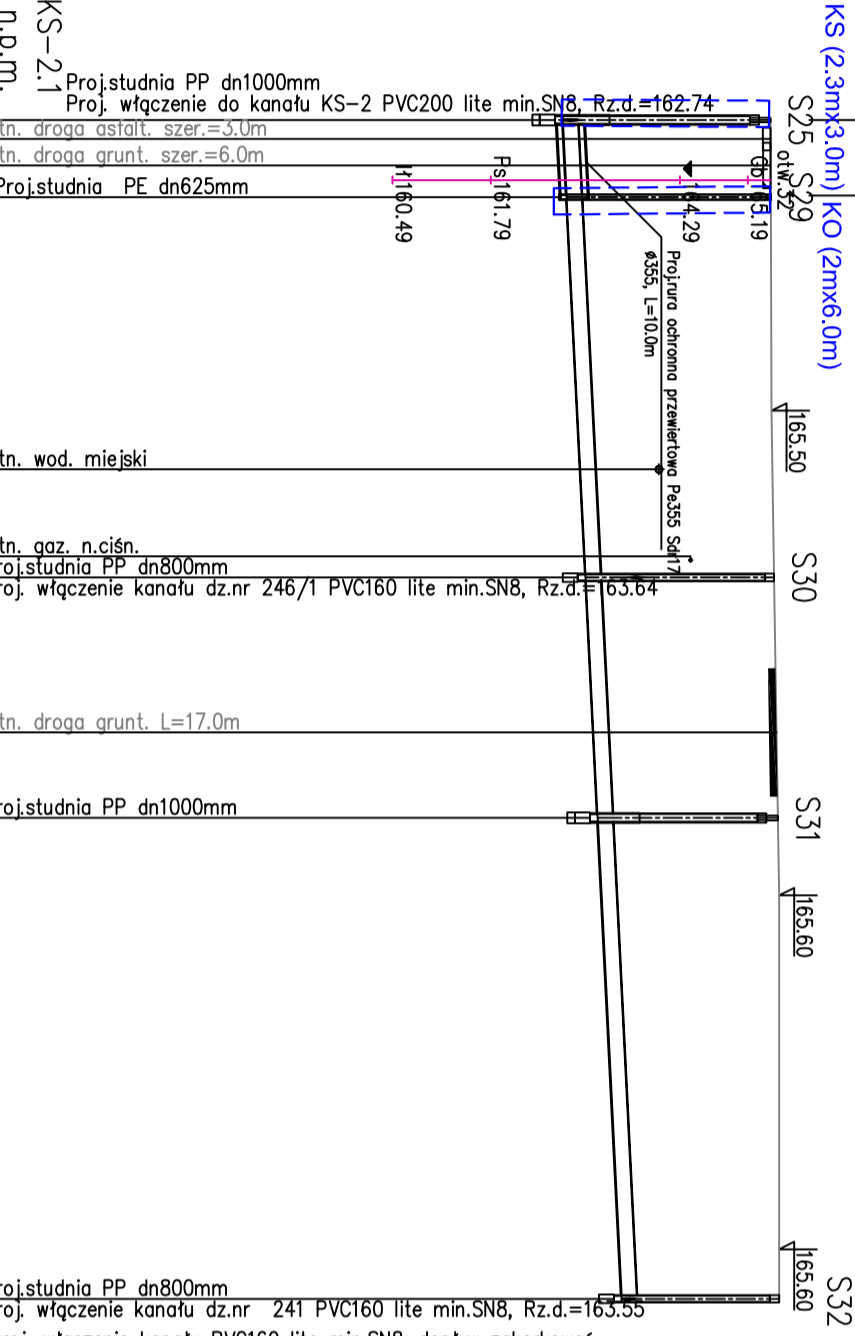 KS (2.3mx3.0m) KO (2mx6.0m)
KS-2.1
n.p.m.
Proj.studnia PP dn1000mm
Proj. włączenie do kanału KS-2 PVC200 lite min.SN8, Rz.d.=162.74
S25
tn. droga asfalt. szer.=3.0m
tn. droga grunt. szer.=6.0m
Proj.studnia PE dn625mm
S29
otw.32
Gb 165.19
164.29
Ps161.79
160.49
Proj.rura ochronna przewiertowa Pe355 Sdr17
ø355, L=10.0m
165.50
tn. wod. miejski
tn. gaz. n.ciśn.
roj.studnia PP dn800mm
roj. włączenie kanału dz.nr 246/1 PVC160 lite min.SN8, Rz.d.=163.64
S30
tn. droga grunt. L=17.0m
roj.studnia PP dn1000mm
S31
165.60
165.60
S32
roj.studnia PP dn800mm
roj. włączenie kanału dz.nr 241 PVC160 lite min.SN8, Rz.d.=163.55